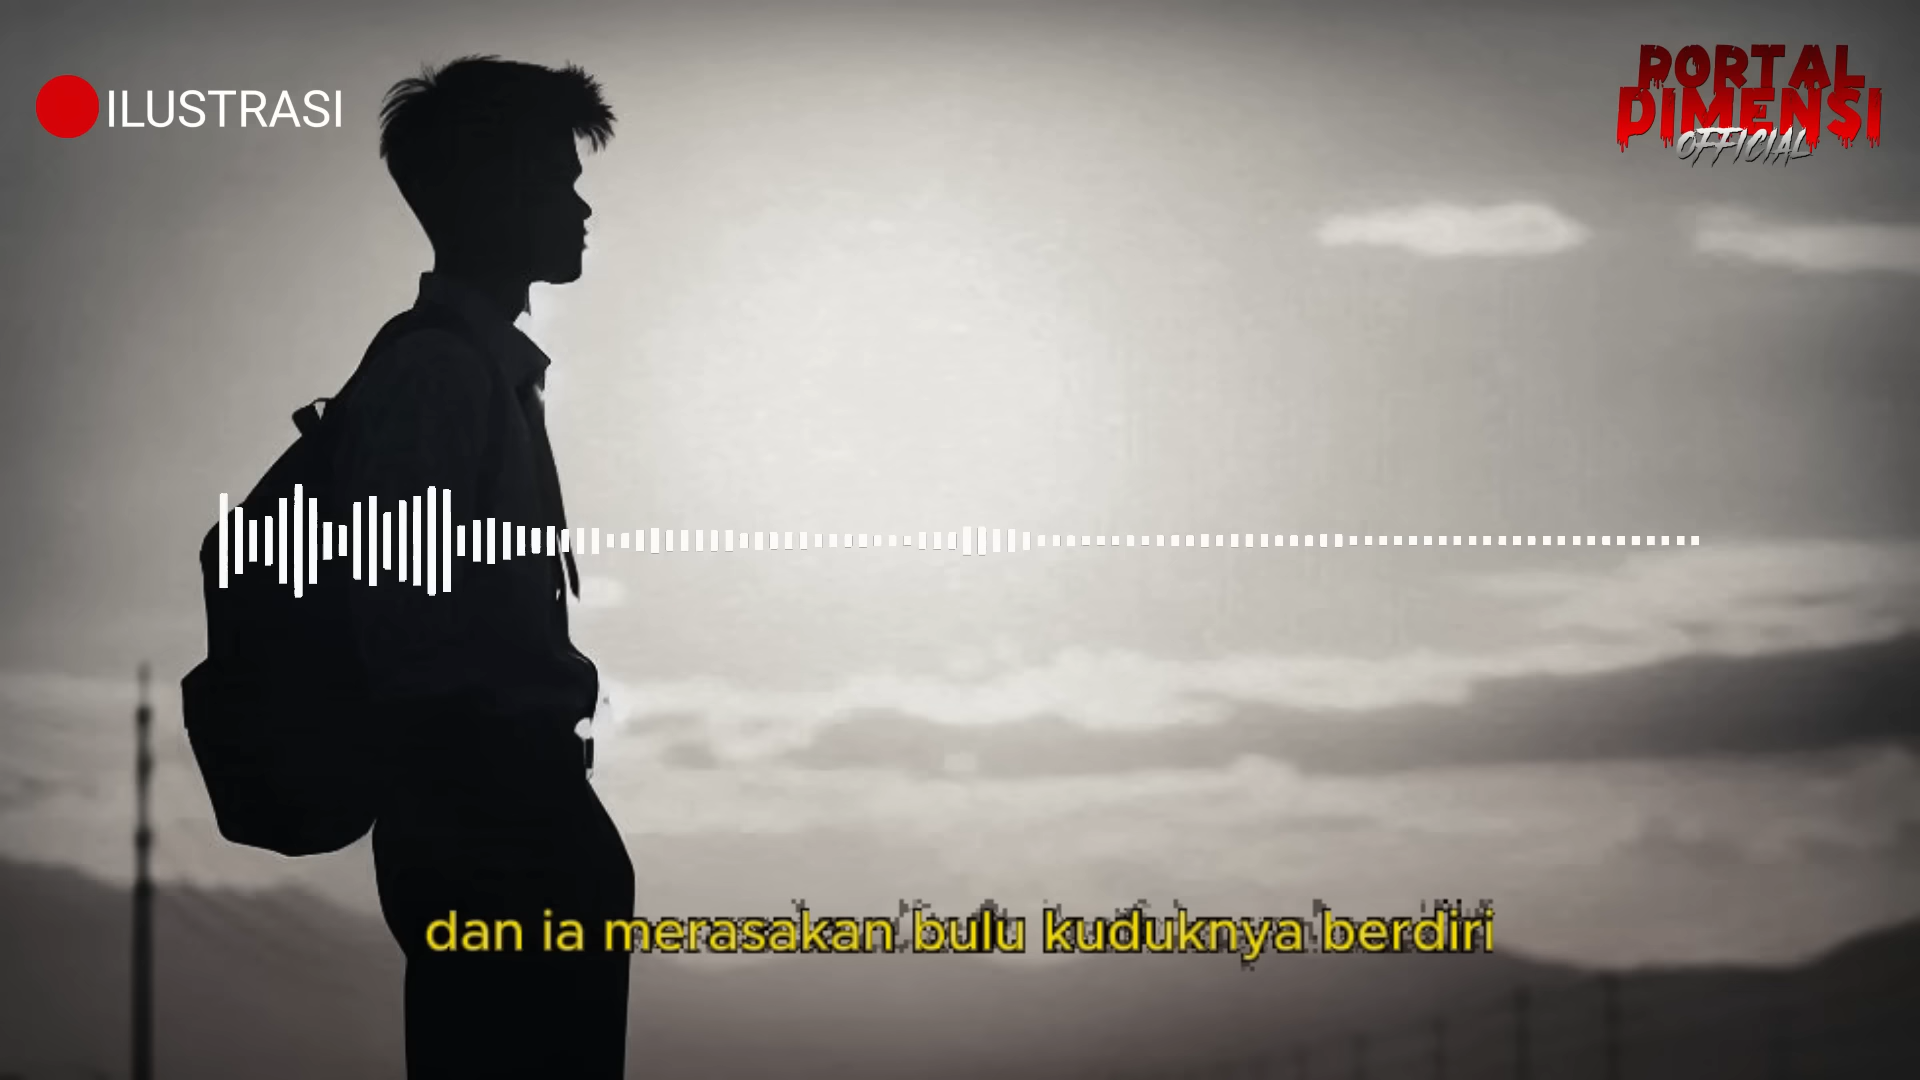 ILUSTRASI
PORTAL
DIMENSI
OFFICIAL
dan ia merasakan bulu kuduknya berdiri